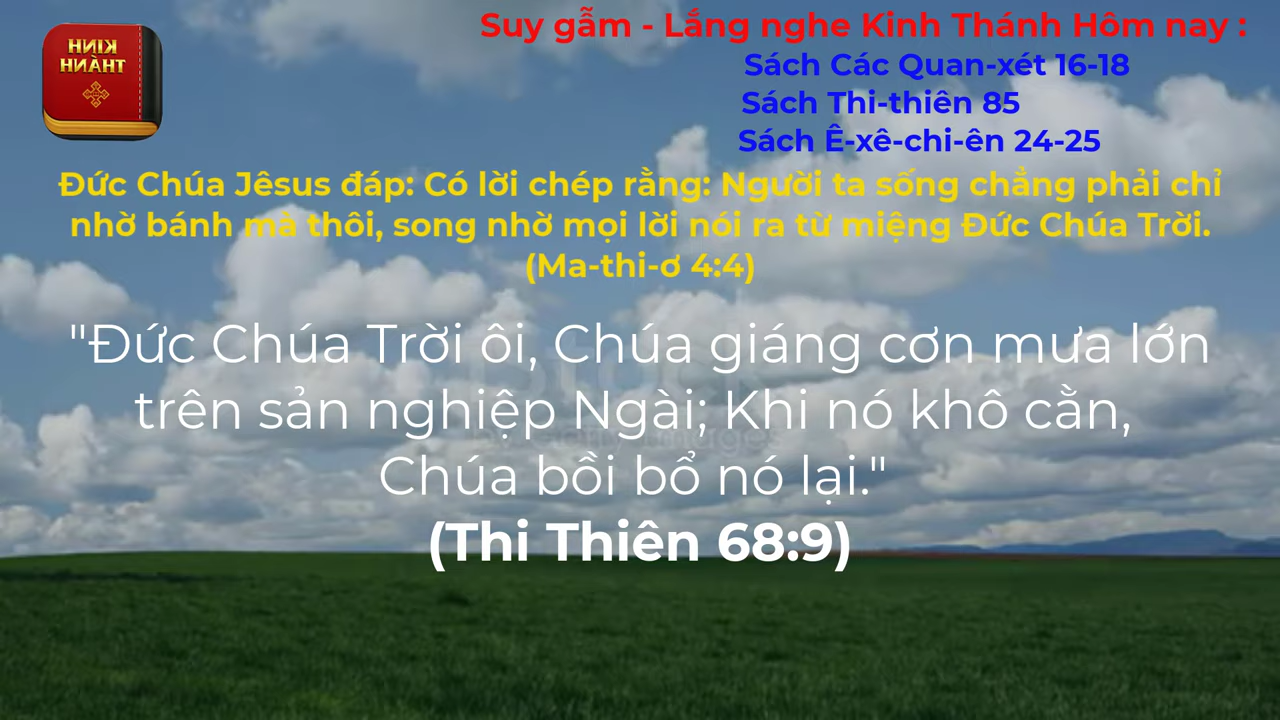 KINH
THÁNH
Suy gẫm - Lắng nghe Kinh Thánh Hôm nay :
Sách Các Quan-xét 16-18
Sách Thi-thiên 85
Sách Ê-xê-chi-ên 24-25
Đức Chúa Jêsus đáp: Có lời chép rằng: Người ta sống chẳng phải chỉ
nhờ bánh mà thôi, song nhờ mọi lời nói ra từ miệng Đức Chúa Trời.
(Ma-thi-ơ 4:4)
"Đức Chúa Trời ôi, Chúa giáng cơn mưa lớn
trên sản nghiệp Ngài; Khi nó khô cằn,
Chúa bồi bổ nó lại."
(Thi Thiên 68:9)